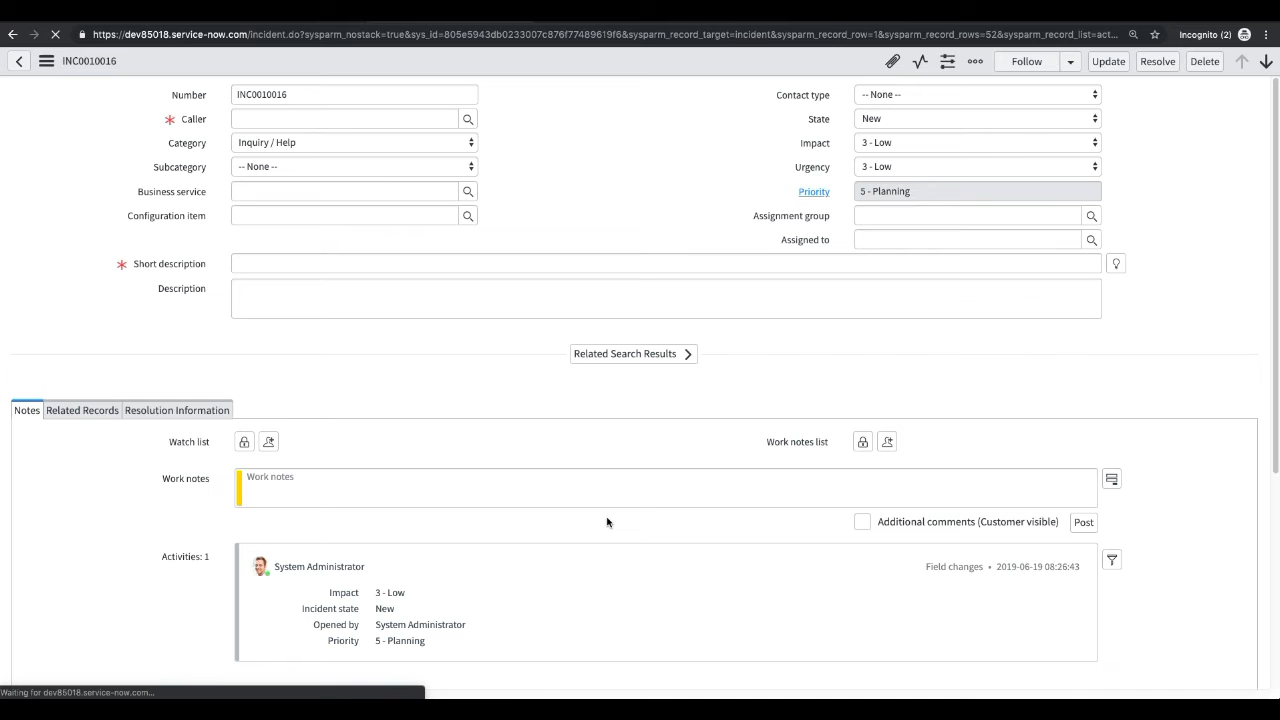 https://dev85018.service-now.com/incident.do?sysparm_nostack=true&sys_id=805e5943db0233007c876f77489619f6&sysparm_record_target=incident&sysparm_record_row=1&sysparm_record_rows=52&sysparm_record_list=act...
Incognito (2)
INC0010016
Follow
Update
Resolve
Delete
Number INC0010016
Contact type -- None --
* Caller
State New
Category Inquiry / Help
Impact 3 - Low
Subcategory -- None --
Urgency 3 - Low
Business service
Priority 5 - Planning
Configuration item
Assignment group
Assigned to
* Short description
Description
Related Search Results
Notes Related Records Resolution Information
Watch list
Work notes list
Work notes Work notes
Additional comments (Customer visible) Post
Activities: 1
System Administrator
Field changes • 2019-06-19 08:26:43
Impact 3 - Low
Incident state New
Opened by System Administrator
Priority 5 - Planning
Waiting for dev85018.service-now.com...